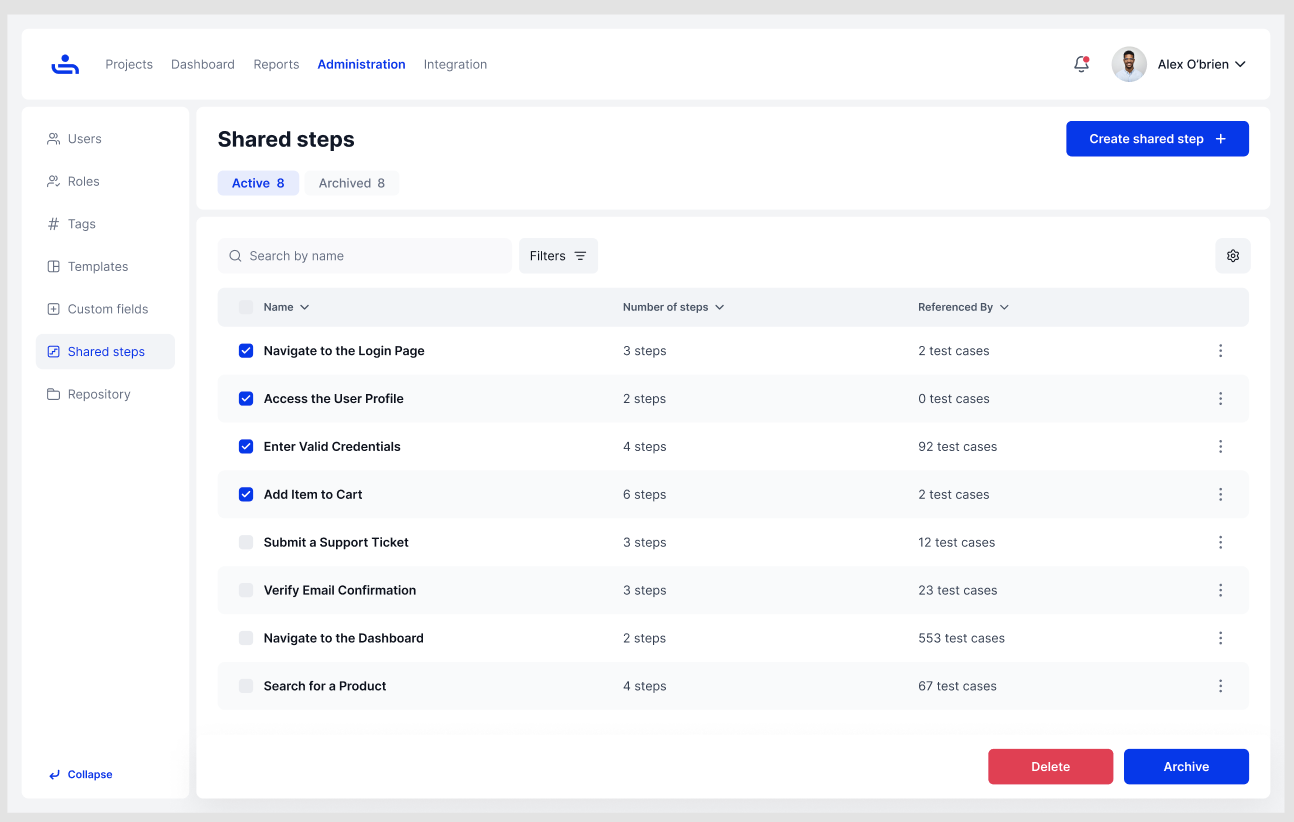 Projects Dashboard Reports Administration Integration Alex O’brien
Users
Roles
Tags
Templates
Custom fields
Shared steps
Repository
Collapse
Shared steps
Create shared step
Active 8 Archived 8
Search by name Filters
Name Number of steps Referenced By
Navigate to the Login Page 3 steps 2 test cases
Access the User Profile 2 steps 0 test cases
Enter Valid Credentials 4 steps 92 test cases
Add Item to Cart 6 steps 2 test cases
Submit a Support Ticket 3 steps 12 test cases
Verify Email Confirmation 3 steps 23 test cases
Navigate to the Dashboard 2 steps 553 test cases
Search for a Product 4 steps 67 test cases
Delete Archive